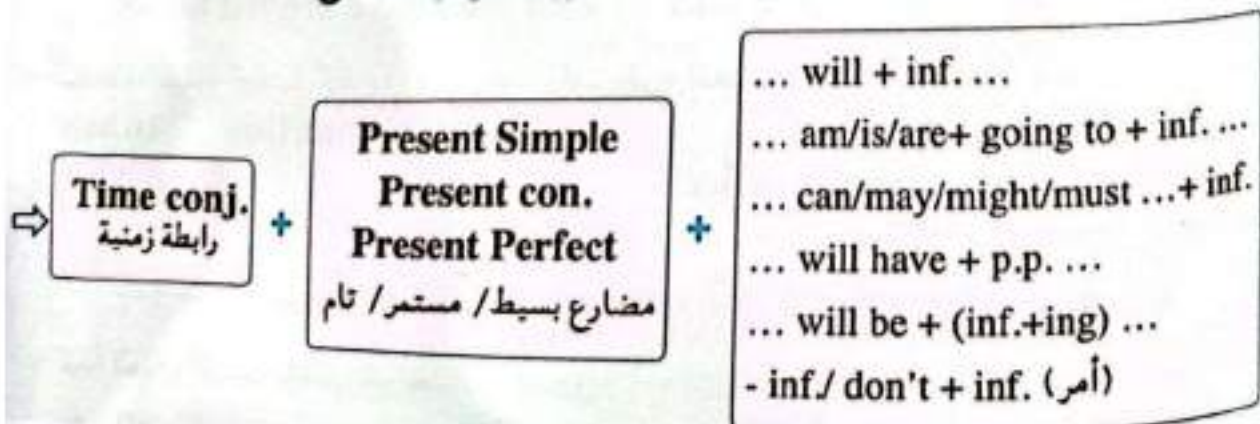 Time conj.
رابطة زمنية
+
Present Simple
Present con.
Present Perfect
مضارع بسيط/ مستمر/ تام
+
... will + inf. ...
... am/is/are+ going to + inf. ...
... can/may/might/must ...+ inf.
... will have + p.p. ...
... will be + (inf.+ing) ...
- inf./ don't + inf. (أمر)